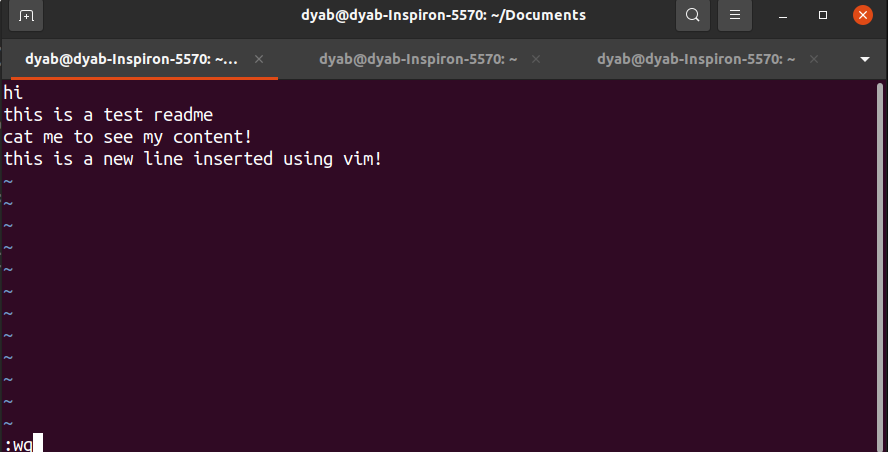 dyab@dyab-Inspiron-5570: ~/Documents
dyab@dyab-Inspiron-5570: ~... × dyab@dyab-Inspiron-5570: ~ × dyab@dyab-Inspiron-5570: ~ ×
hi
this is a test readme
cat me to see my content!
this is a new line inserted using vim!
~
~
~
~
~
~
~
~
~
~
~
~
:wq